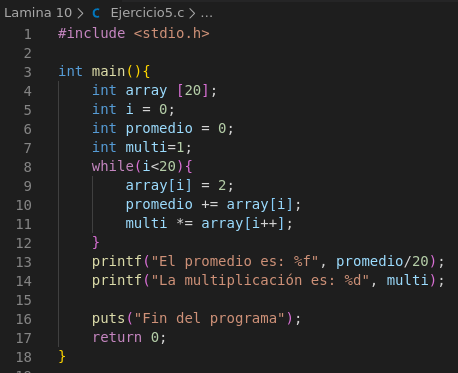 Lamina 10 > C Ejercicio5.c > ...
1 #include <stdio.h>
2
3 int main(){
4     int array [20];
5     int i = 0;
6     int promedio = 0;
7     int multi=1;
8     while(i<20){
9         array[i] = 2;
10         promedio += array[i];
11         multi *= array[i++];
12     }
13     printf("El promedio es: %f", promedio/20);
14     printf("La multiplicación es: %d", multi);
15
16     puts("Fin del programa");
17     return 0;
18 }